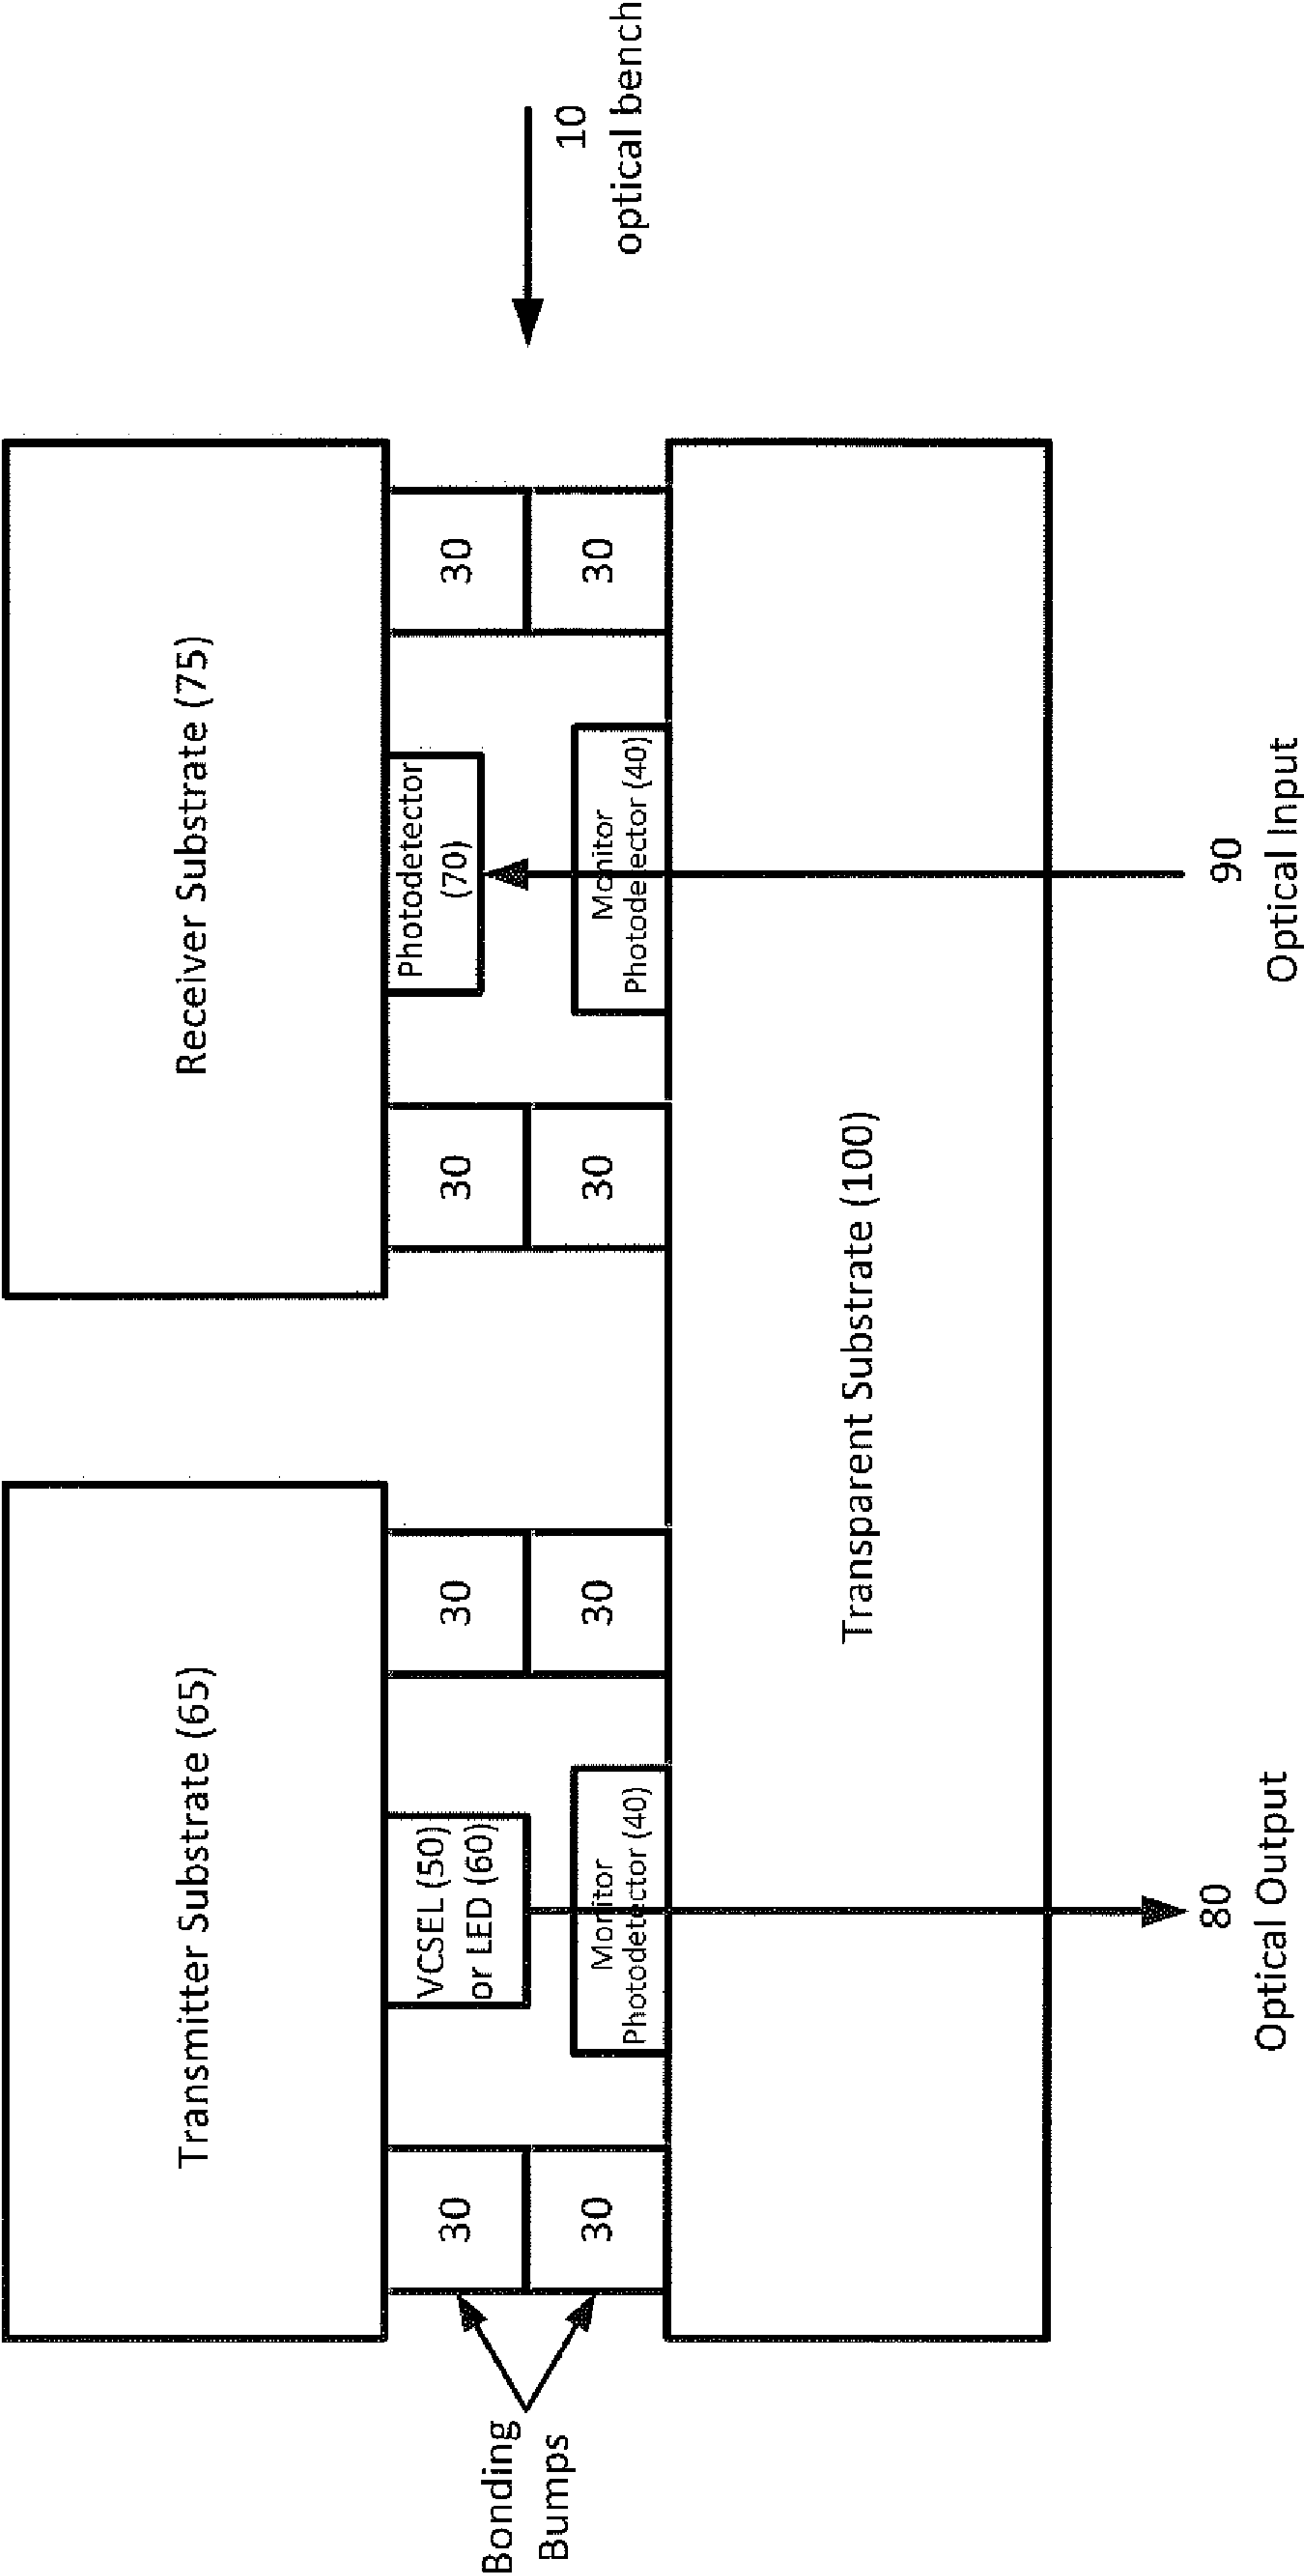 Transmitter Substrate (65)
Receiver Substrate (75)
Bonding
Bumps
30
30
VCSEL (50)
or LED (60)
Monitor
Photodetector (40)
30
30
30
30
Photodetector
(70)
Monitor
Photodetector (40)
30
30
10
optical bench
Transparent Substrate (100)
80
Optical Output
90
Optical Input